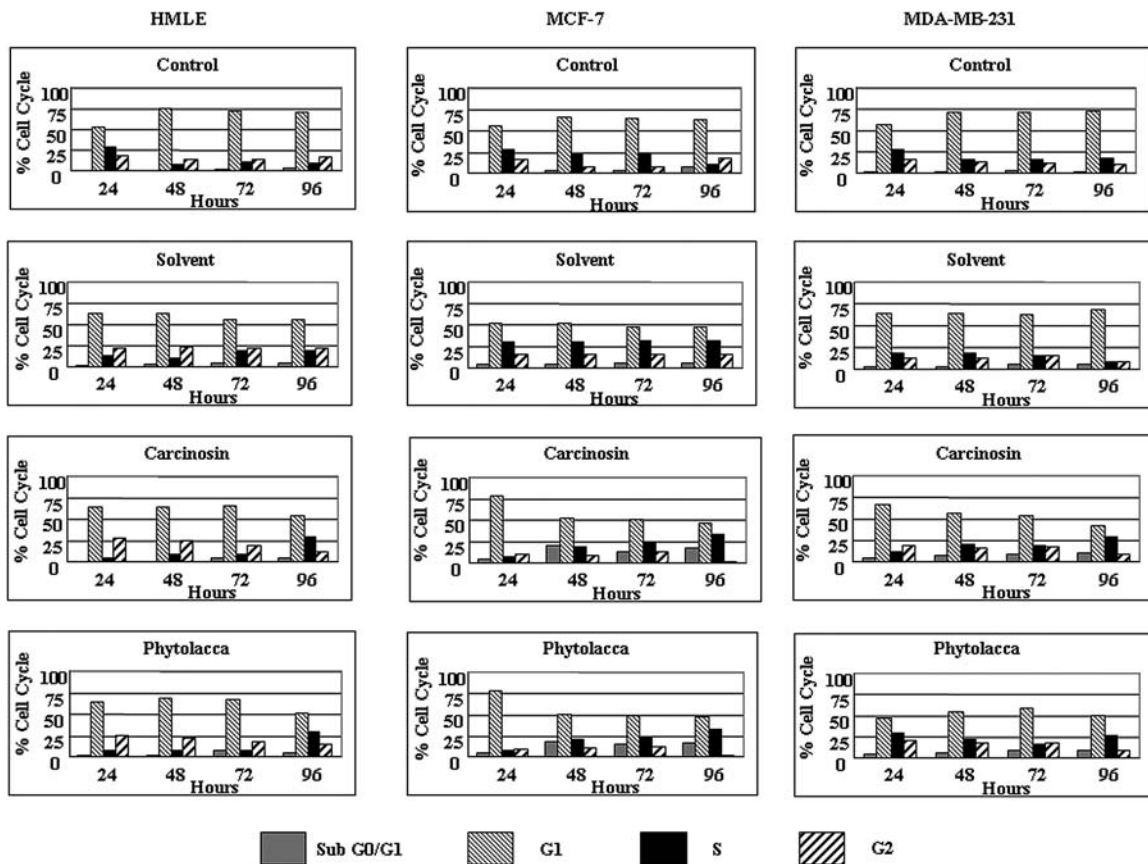 HMLE MCF-7 MDA-MB-231
Control
% Cell Cycle
100
75
50
25
0
24 48 72 96
Hours
Control
% Cell Cycle
100
75
50
25
0
24 48 72 96
Hours
Control
% Cell Cycle
100
75
50
25
0
24 48 72 96
Hours
Solvent
% Cell Cycle
100
75
50
25
0
24 48 72 96
Hours
Solvent
% Cell Cycle
100
75
50
25
0
24 48 72 96
Hours
Solvent
% Cell Cycle
100
75
50
25
0
24 48 72 96
Hours
Carcinosin
% Cell Cycle
100
75
50
25
0
24 48 72 96
Hours
Carcinosin
% Cell Cycle
100
75
50
25
0
24 48 72 96
Hours
Carcinosin
% Cell Cycle
100
75
50
25
0
24 48 72 96
Hours
Phytolacca
% Cell Cycle
100
75
50
25
0
24 48 72 96
Hours
Phytolacca
% Cell Cycle
100
75
50
25
0
24 48 72 96
Hours
Phytolacca
% Cell Cycle
100
75
50
25
0
24 48 72 96
Hours
Sub G0/G1 G1 S G2